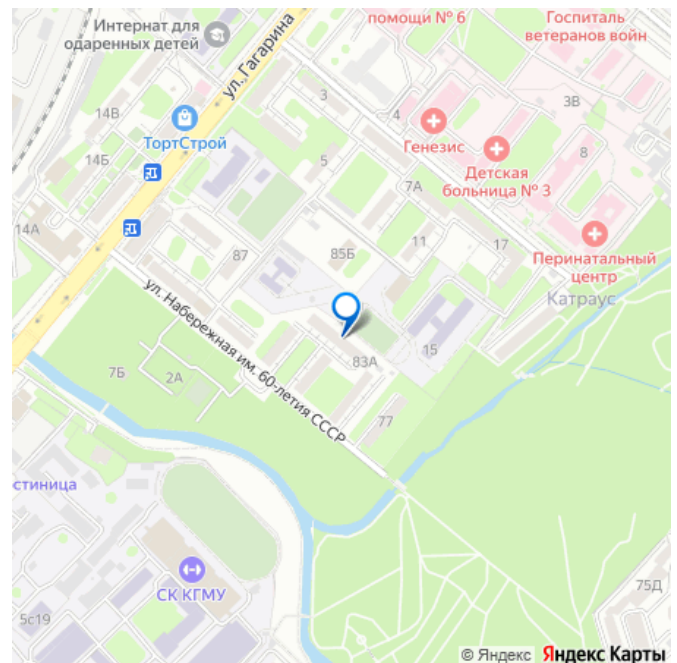 Интернат для
одаренных детей
помощи № 6
Госпиталь
ветеранов войн
ул. Гагарина
3
4
3В
14В
ТортСтрой
Генезис
8
14Б
5
Детская
больница № 3
7А
14А
87
85Б
11
17
Перинатальный
центр
Катраус
ул. Набережная им. 60-летия СССР
15
83А
7Б
2А
77
стиница
СК КГМУ
75Д
5с19
© Яндекс Яндекс Карты